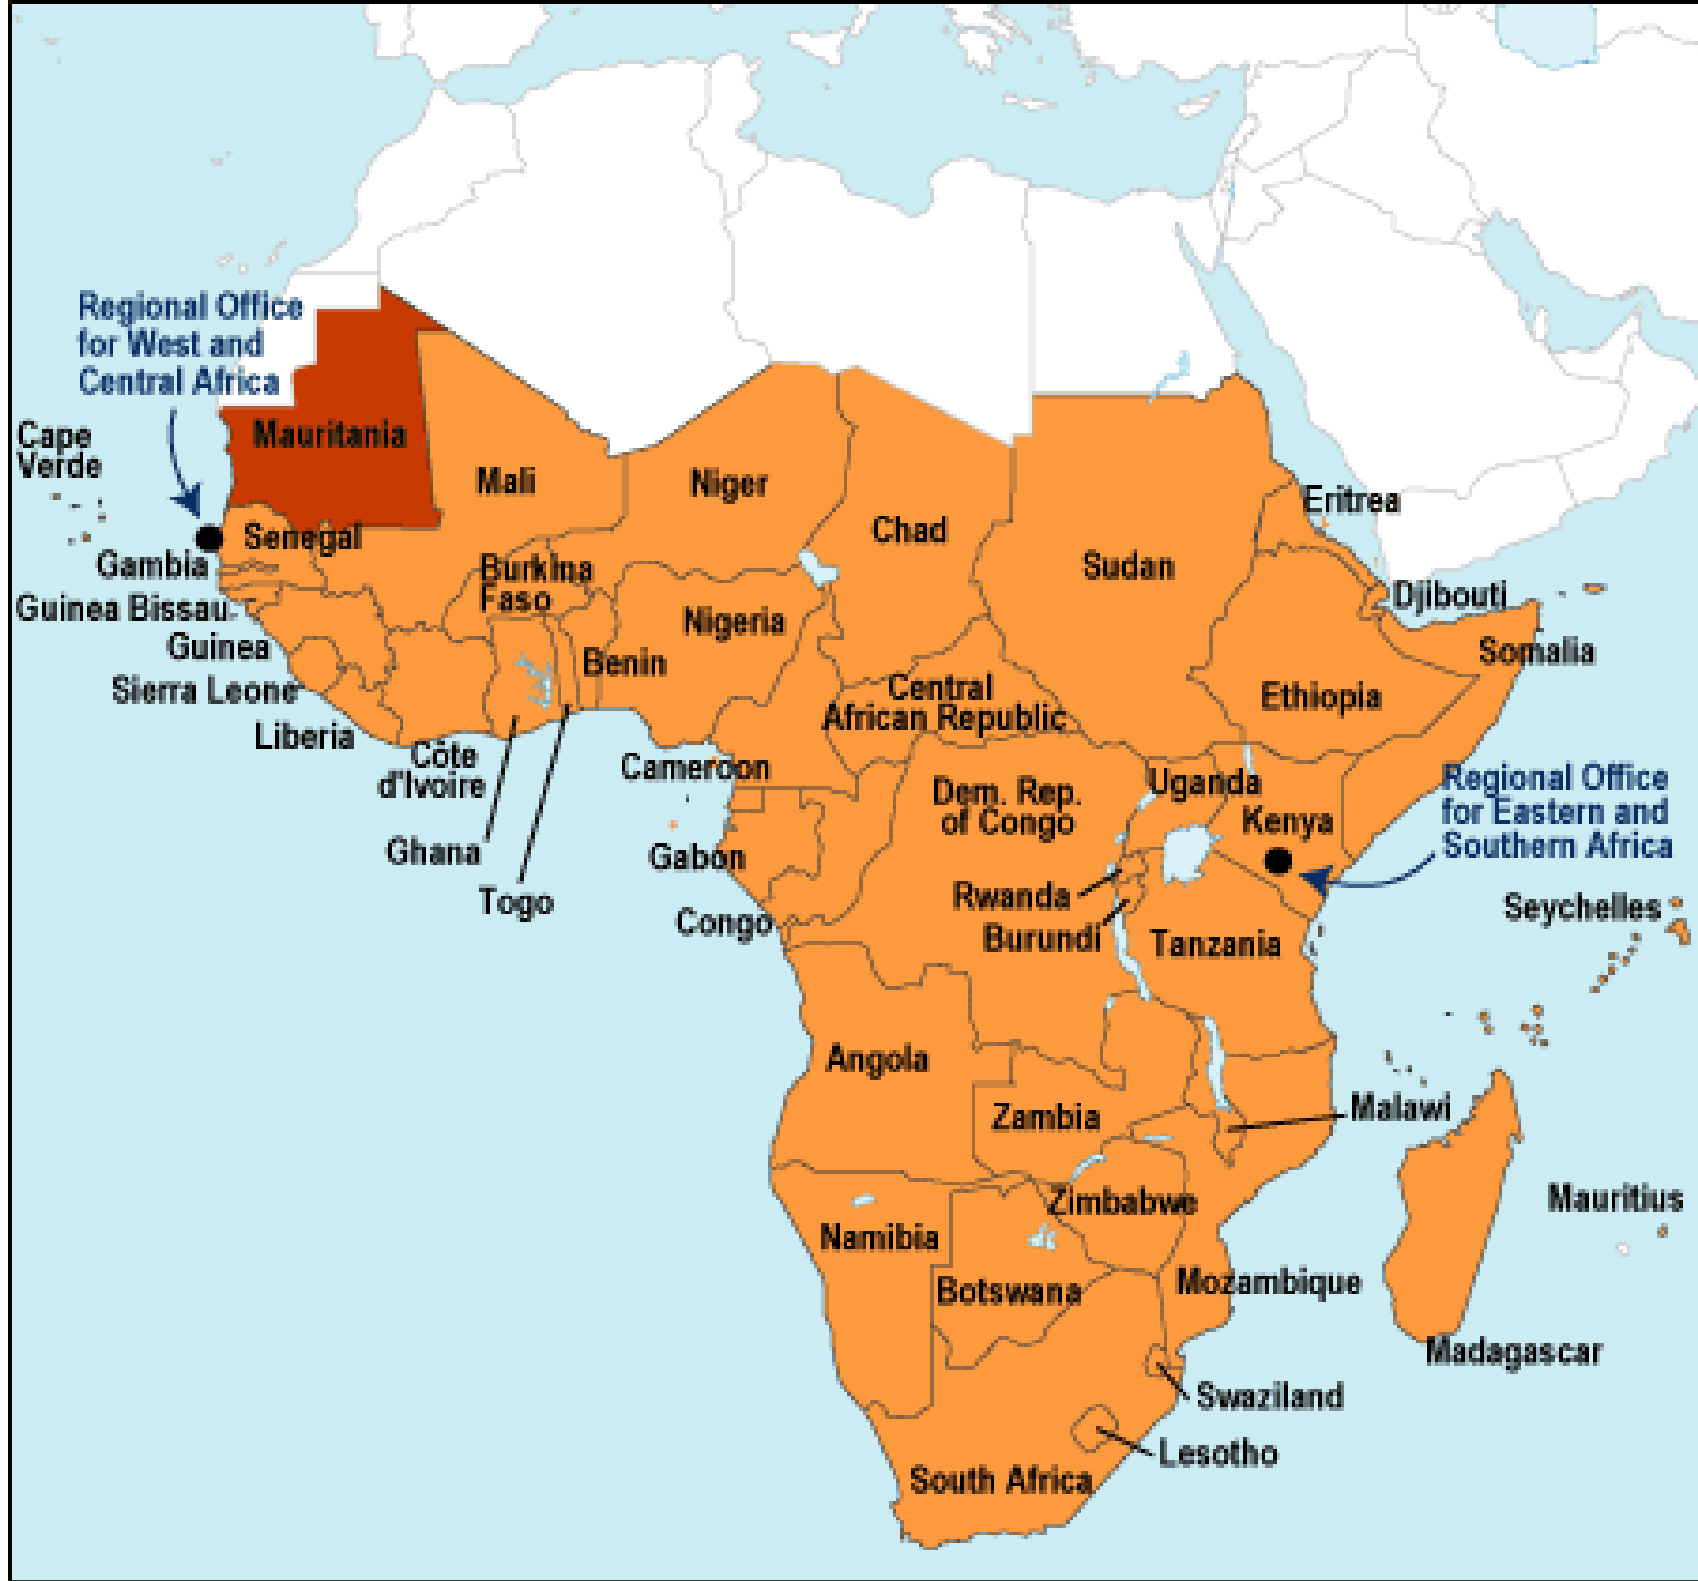 Regional Office
for West and
Central Africa
Cape
Verde
Mauritania
Mali
Niger
Chad
Sudan
Eritrea
Senegal
Gambia
Guinea Bissau
Guinea
Sierra Leone
Liberia
Côte
d'Ivoire
Ghana
Togo
Burkina
Faso
Benin
Nigeria
Djibouti
Somalia
Ethiopia
Central
African Republic
Cameroon
Gabon
Congo
Dem. Rep.
of Congo
Uganda
Kenya
Regional Office
for Eastern and
Southern Africa
Rwanda
Burundi
Tanzania
Seychelles
Angola
Zambia
Malawi
Zimbabwe
Mauritius
Namibia
Botswana
Mozambique
Madagascar
Swaziland
Lesotho
South Africa